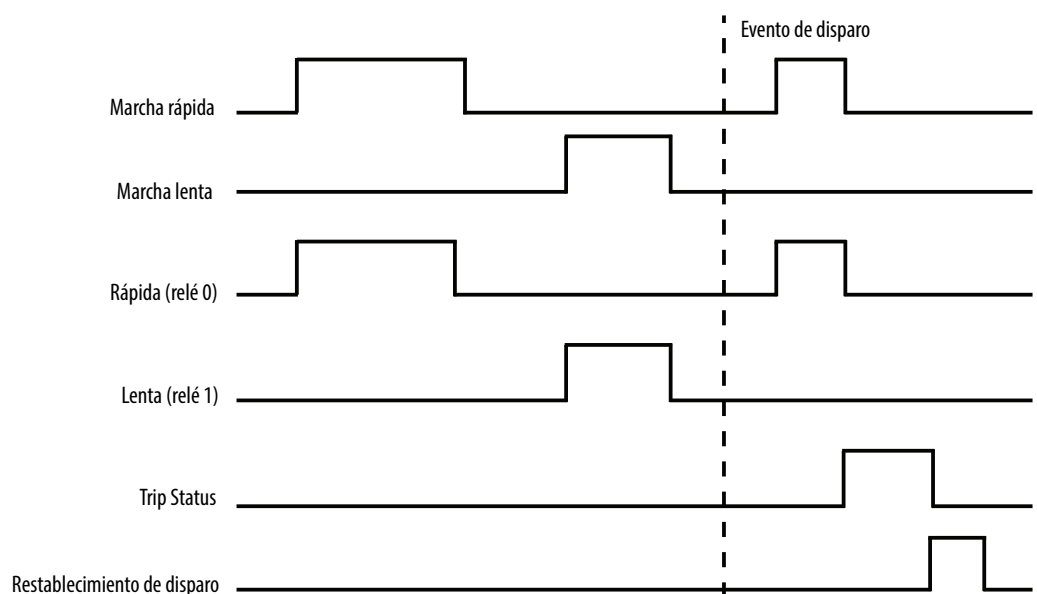 Evento de disparo
Marcha rápida
Marcha lenta
Rápida (relé 0)
Lenta (relé 1)
Trip Status
Restablecimiento de disparo